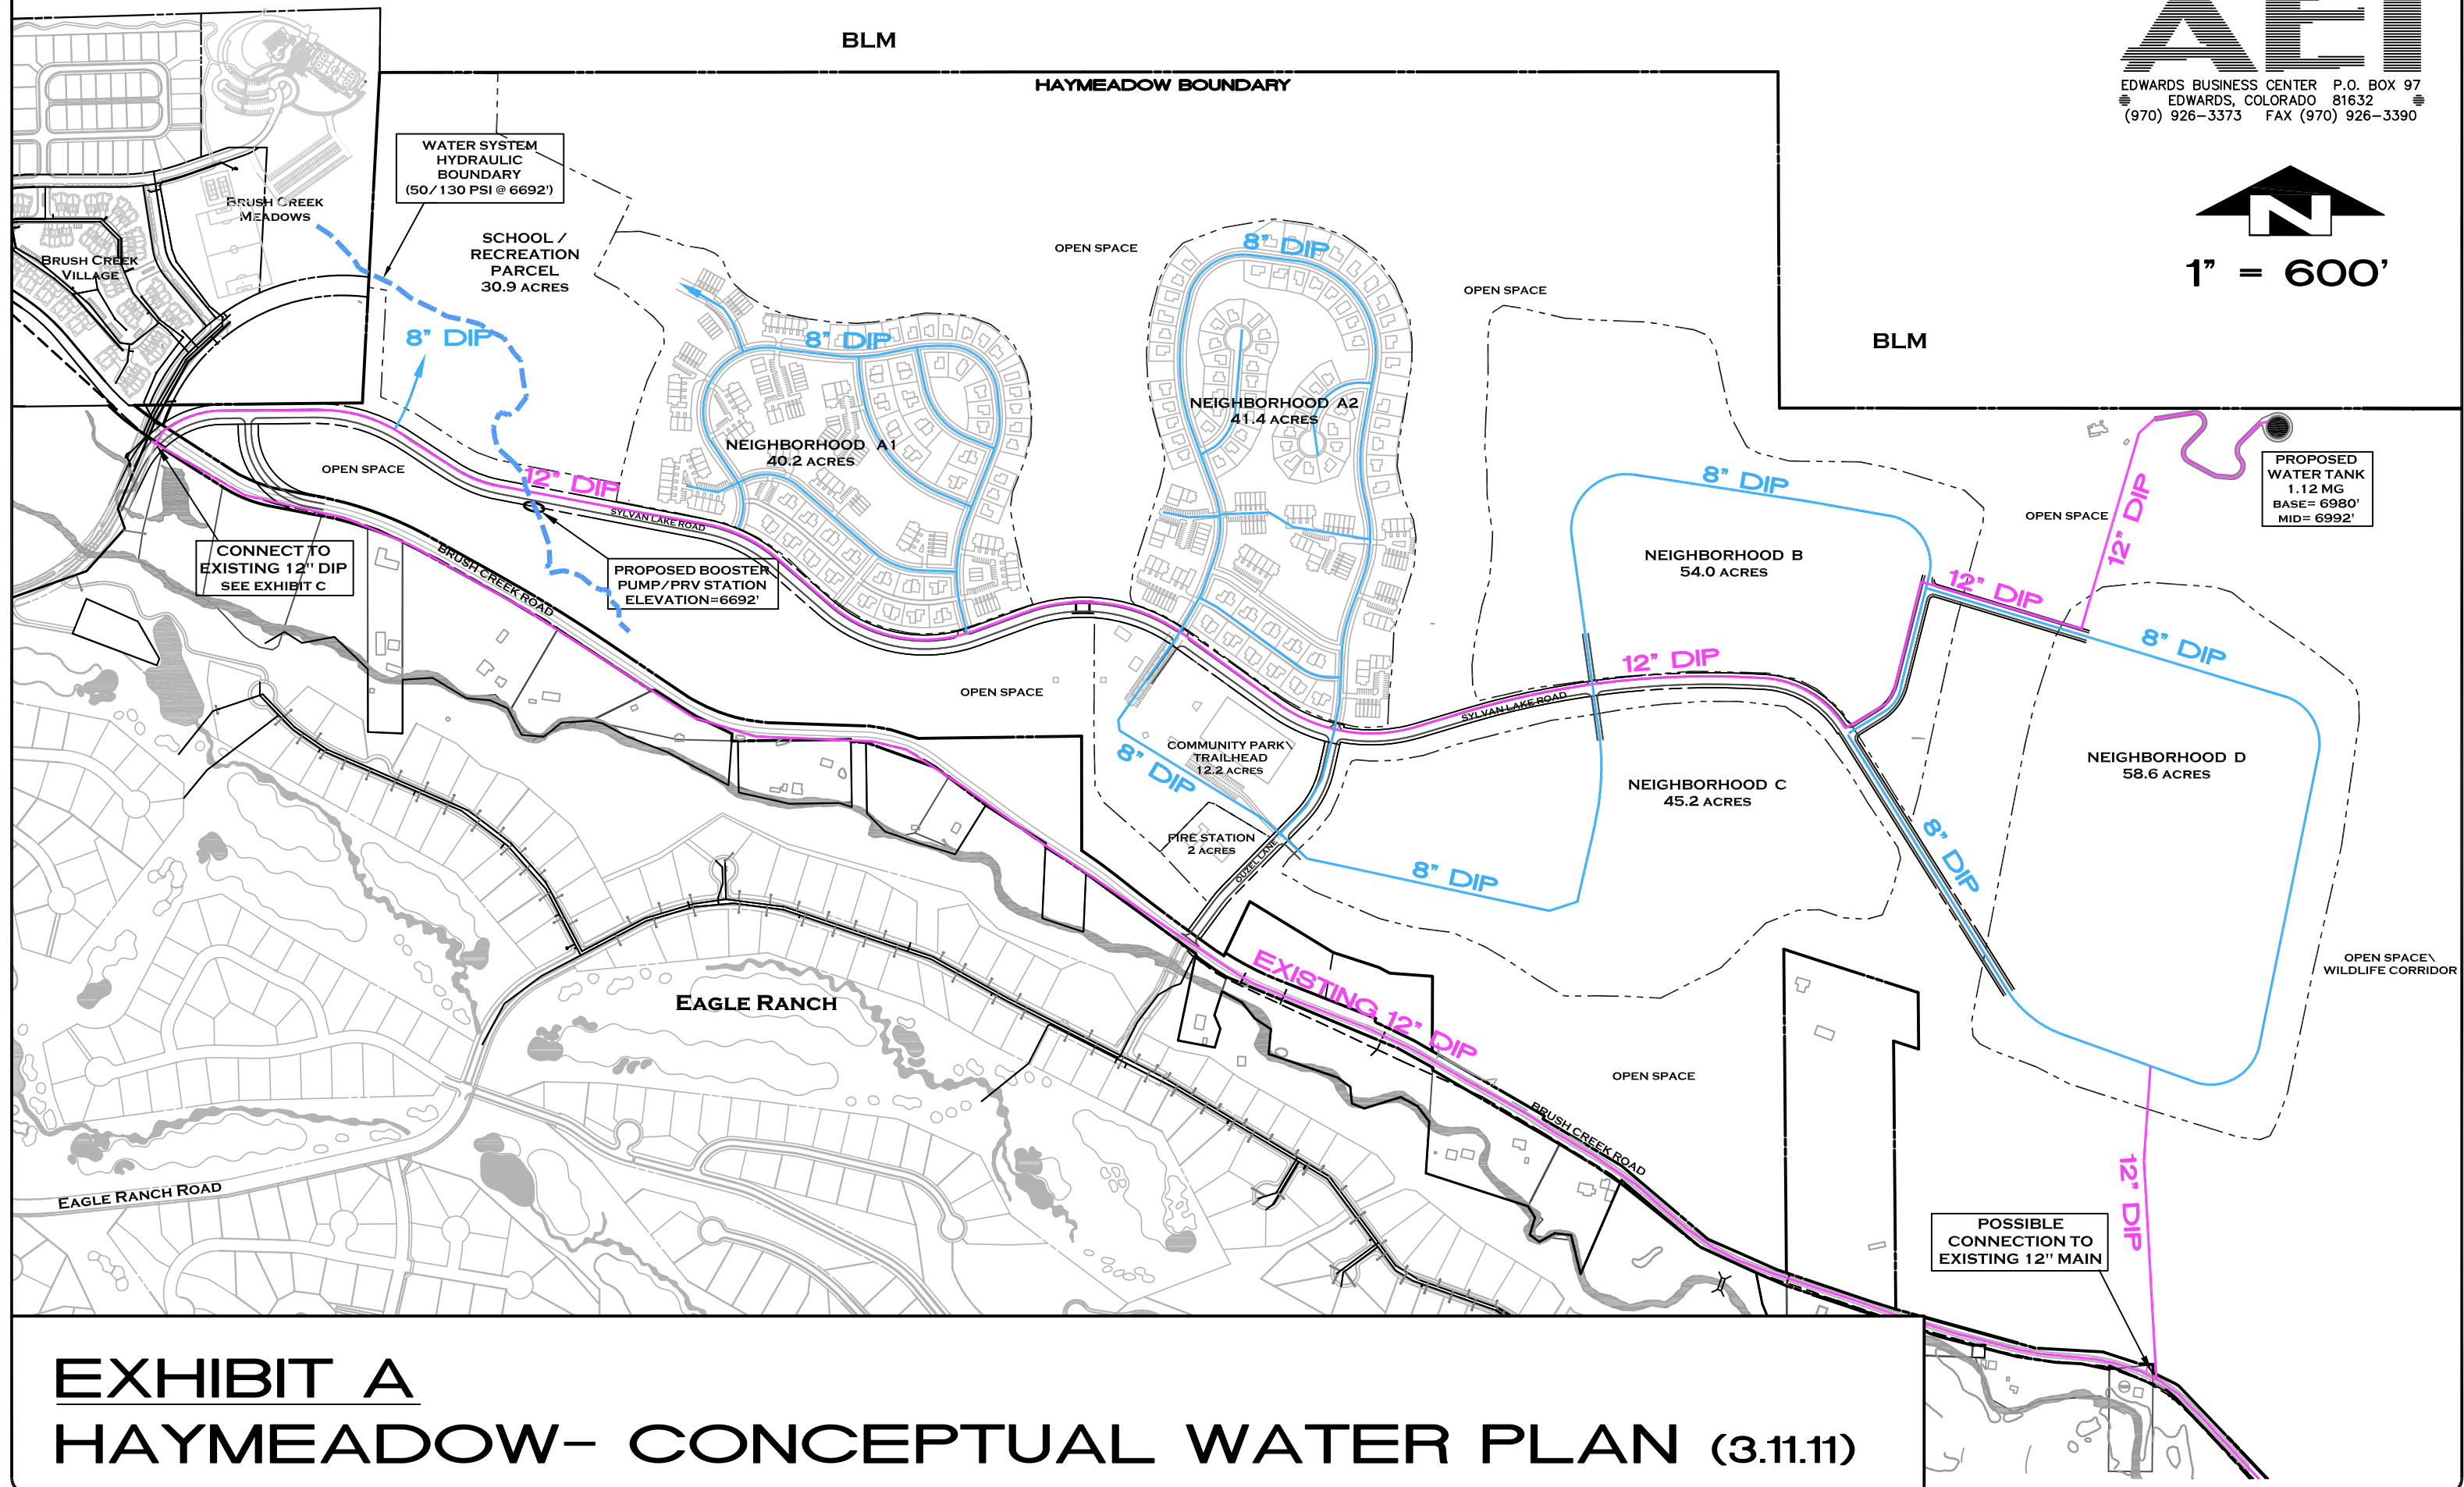 BLM
HAYMEADOW BOUNDARY
AEI
EDWARDS BUSINESS CENTER P.O. BOX 97
EDWARDS, COLORADO 81632
(970) 926-3373 FAX (970) 926-3390
N
1" = 600'
WATER SYSTEM
HYDRAULIC
BOUNDARY
(50/130 PSI @ 6692')
BRUSH CREEK
MEADOWS
BRUSH CREEK
VILLAGE
SCHOOL /
RECREATION
PARCEL
30.9 ACRES
8" DIP
8" DIP
8" DIP
OPEN SPACE
OPEN SPACE
BLM
NEIGHBORHOOD A1
40.2 ACRES
NEIGHBORHOOD A2
41.4 ACRES
OPEN SPACE
12" DIP
SYLVAN LAKE ROAD
CONNECT TO
EXISTING 12" DIP
SEE EXHIBIT C
BRUSH CREEK ROAD
PROPOSED BOOSTER
PUMP/PRV STATION
ELEVATION=6692'
8" DIP
NEIGHBORHOOD B
54.0 ACRES
OPEN SPACE
12" DIP
PROPOSED
WATER TANK
1.12 MG
BASE= 6980'
MID= 6992'
12" DIP
8" DIP
12" DIP
SYLVAN LAKE ROAD
OPEN SPACE
COMMUNITY PARK\
TRAILHEAD
12.2 ACRES
8" DIP
FIRE STATION
2 ACRES
OUZEL LANE
NEIGHBORHOOD C
45.2 ACRES
8" DIP
8" DIP
NEIGHBORHOOD D
58.6 ACRES
OPEN SPACE\
WILDLIFE CORRIDOR
EAGLE RANCH
EXISTING 12" DIP
OPEN SPACE
BRUSH CREEK ROAD
EAGLE RANCH ROAD
12" DIP
POSSIBLE
CONNECTION TO
EXISTING 12" MAIN
EXHIBIT A
HAYMEADOW- CONCEPTUAL WATER PLAN (3.11.11)